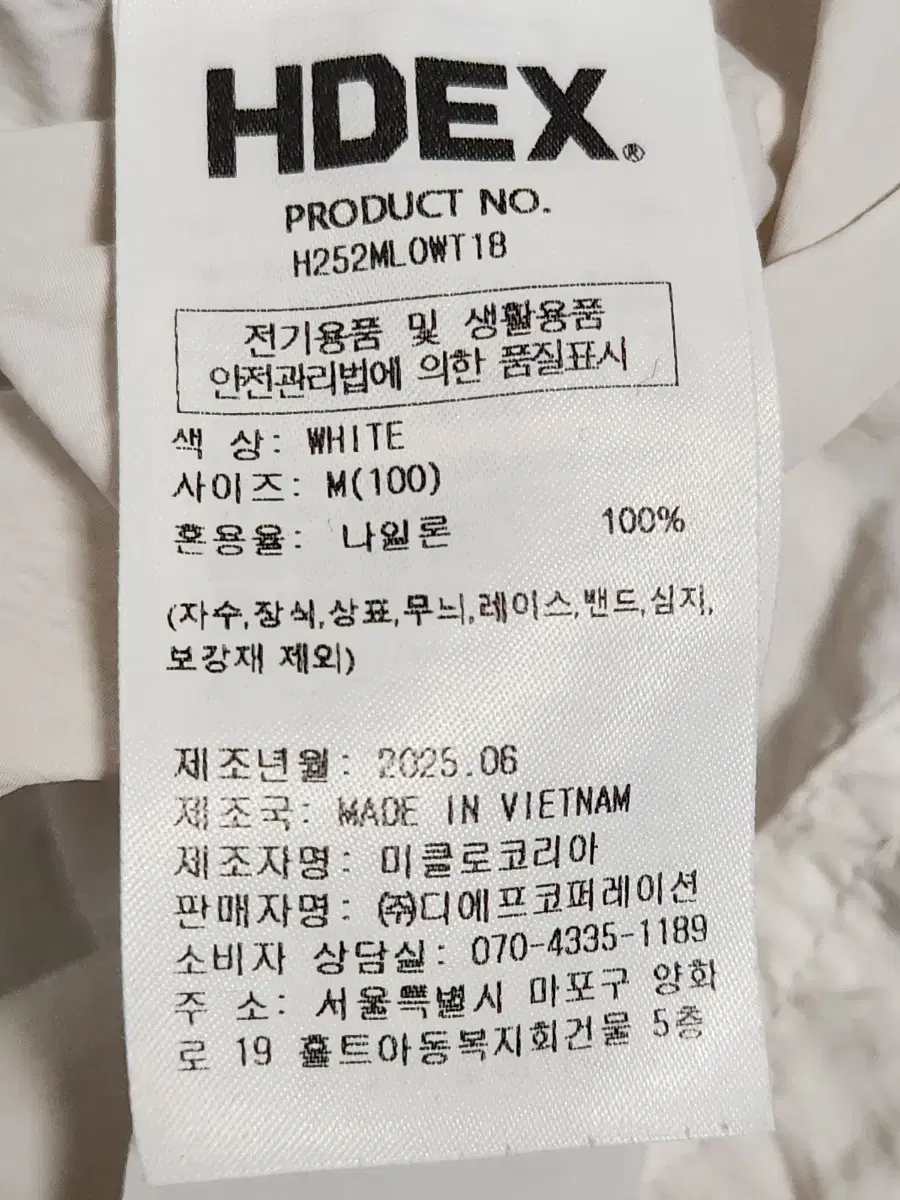 HDEX®
PRODUCT NO.
H252MLOWT18
전기용품 및 생활용품
안전관리법에 의한 품질표시
색 상: WHITE
사이즈: M(100)
혼용율: 나일론 100%
(자수,장식,상표,무늬,레이스,밴드,심지,
보강재 제외)
제조년월: 2025.06
제조국: MADE IN VIETNAM
제조자명: 미클로코리아
판매자명: ㈜디에프코퍼레이션
소비자 상담실: 070-4335-1189
주 소: 서울특별시 마포구 양화
로 19 홀트아동복지회건물 5층